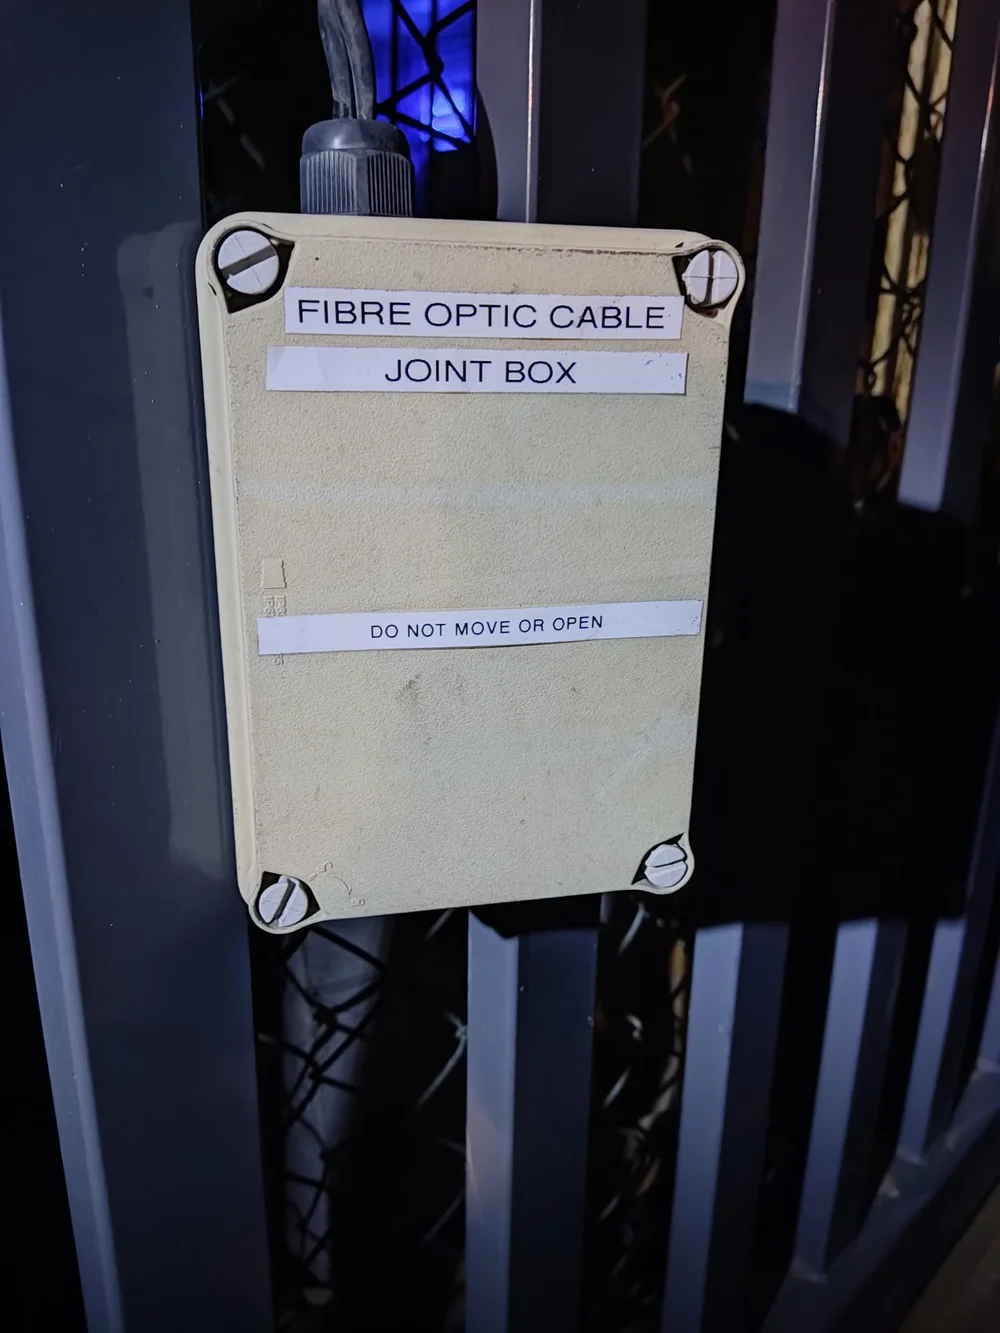 FIBRE OPTIC CABLE
JOINT BOX
DO NOT MOVE OR OPEN